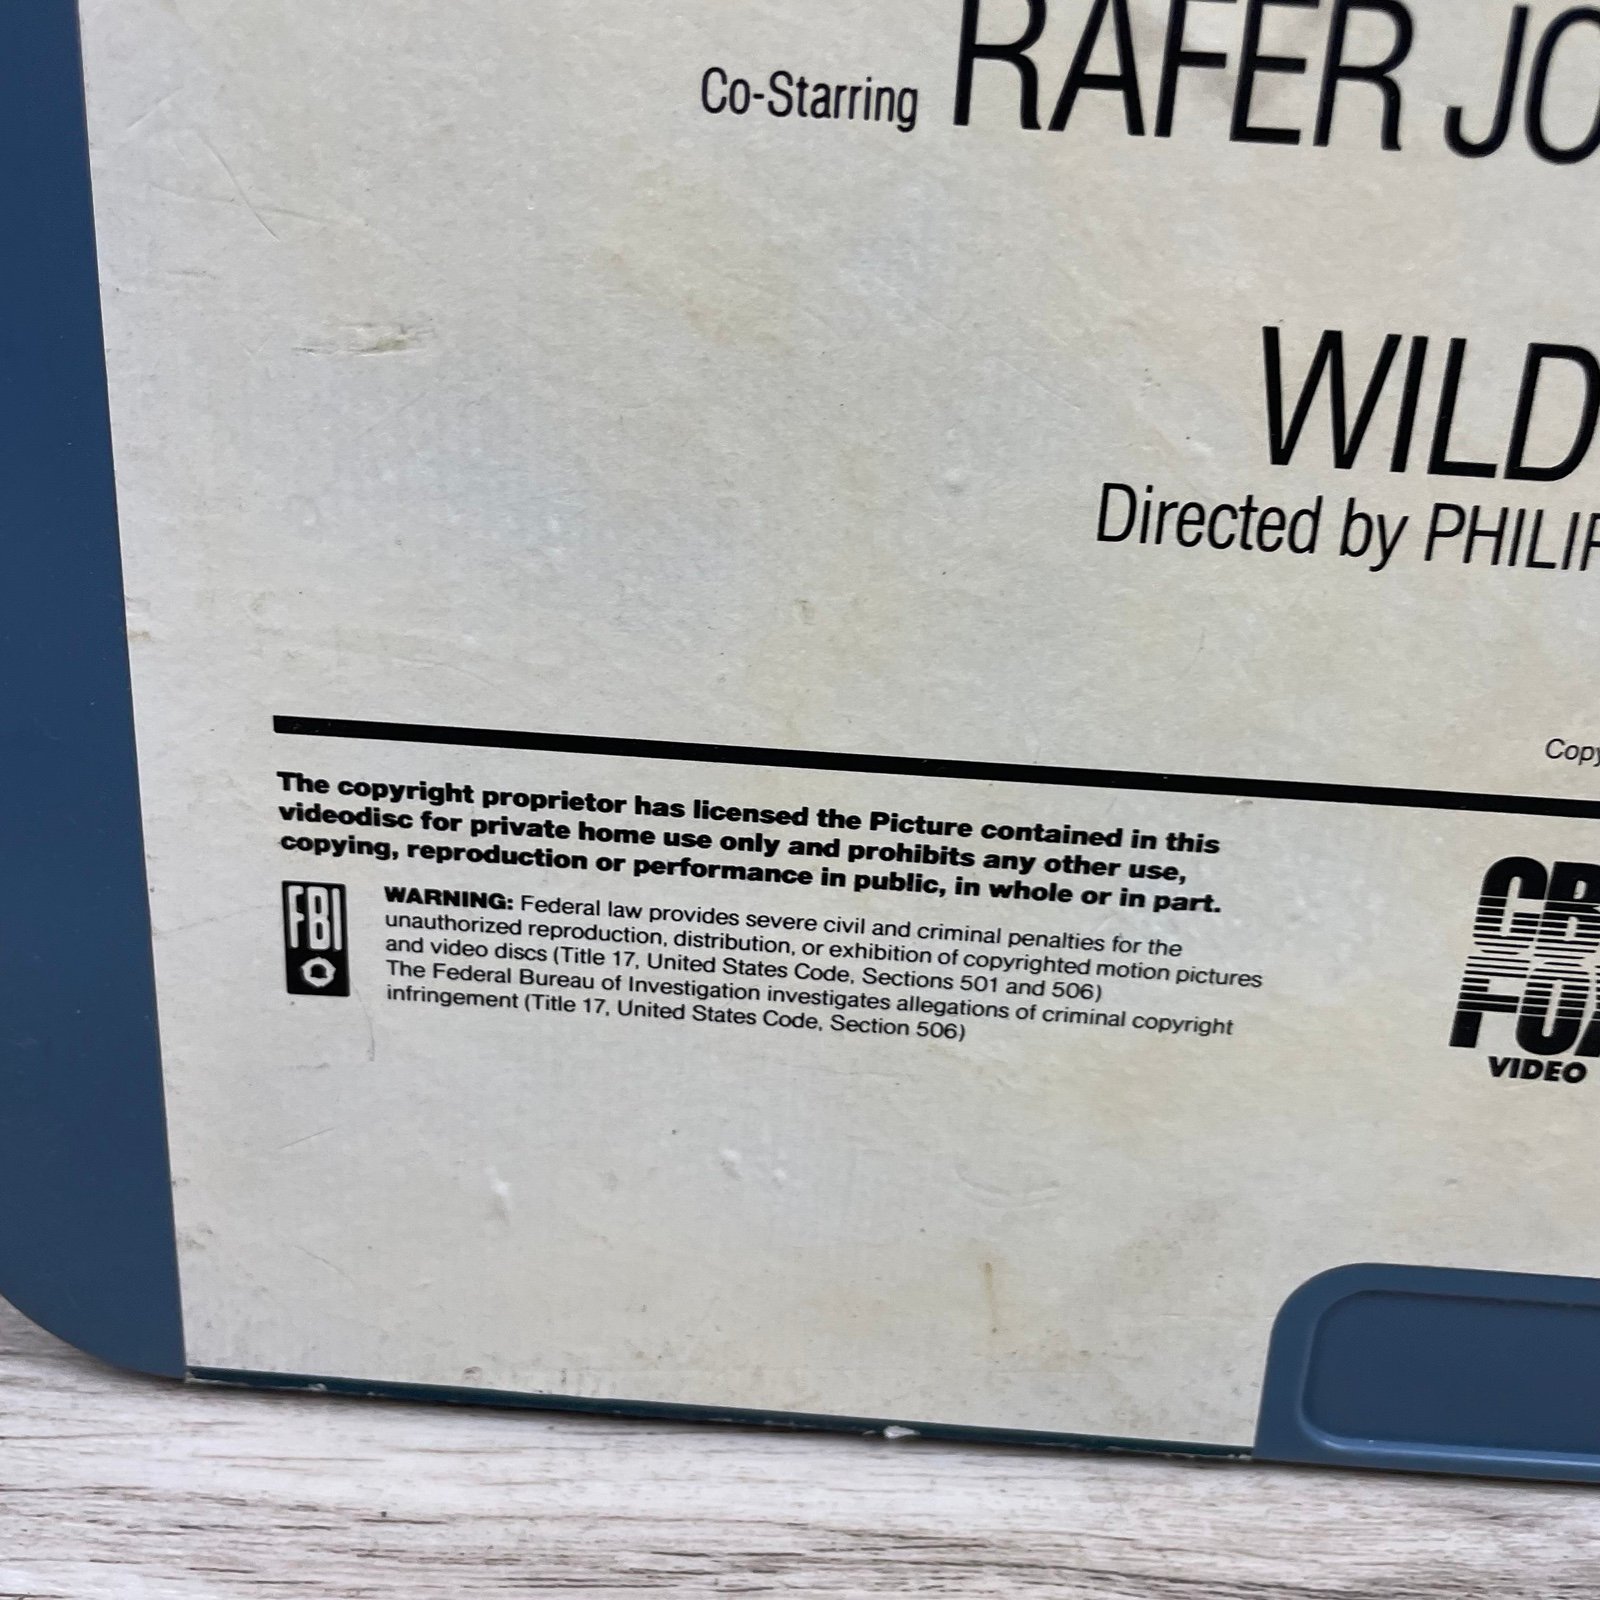 Co-Starring RAFER JO
WILD
Directed by PHILIP
Copy
The copyright proprietor has licensed the Picture contained in this
videodisc for private home use only and prohibits any other use,
copying, reproduction or performance in public, in whole or in part.
FBI
WARNING: Federal law provides severe civil and criminal penalties for the
unauthorized reproduction, distribution, or exhibition of copyrighted motion pictures
and video discs (Title 17, United States Code, Sections 501 and 506)
The Federal Bureau of Investigation investigates allegations of criminal copyright
infringement (Title 17, United States Code, Section 506)
CB
FO
VIDEO